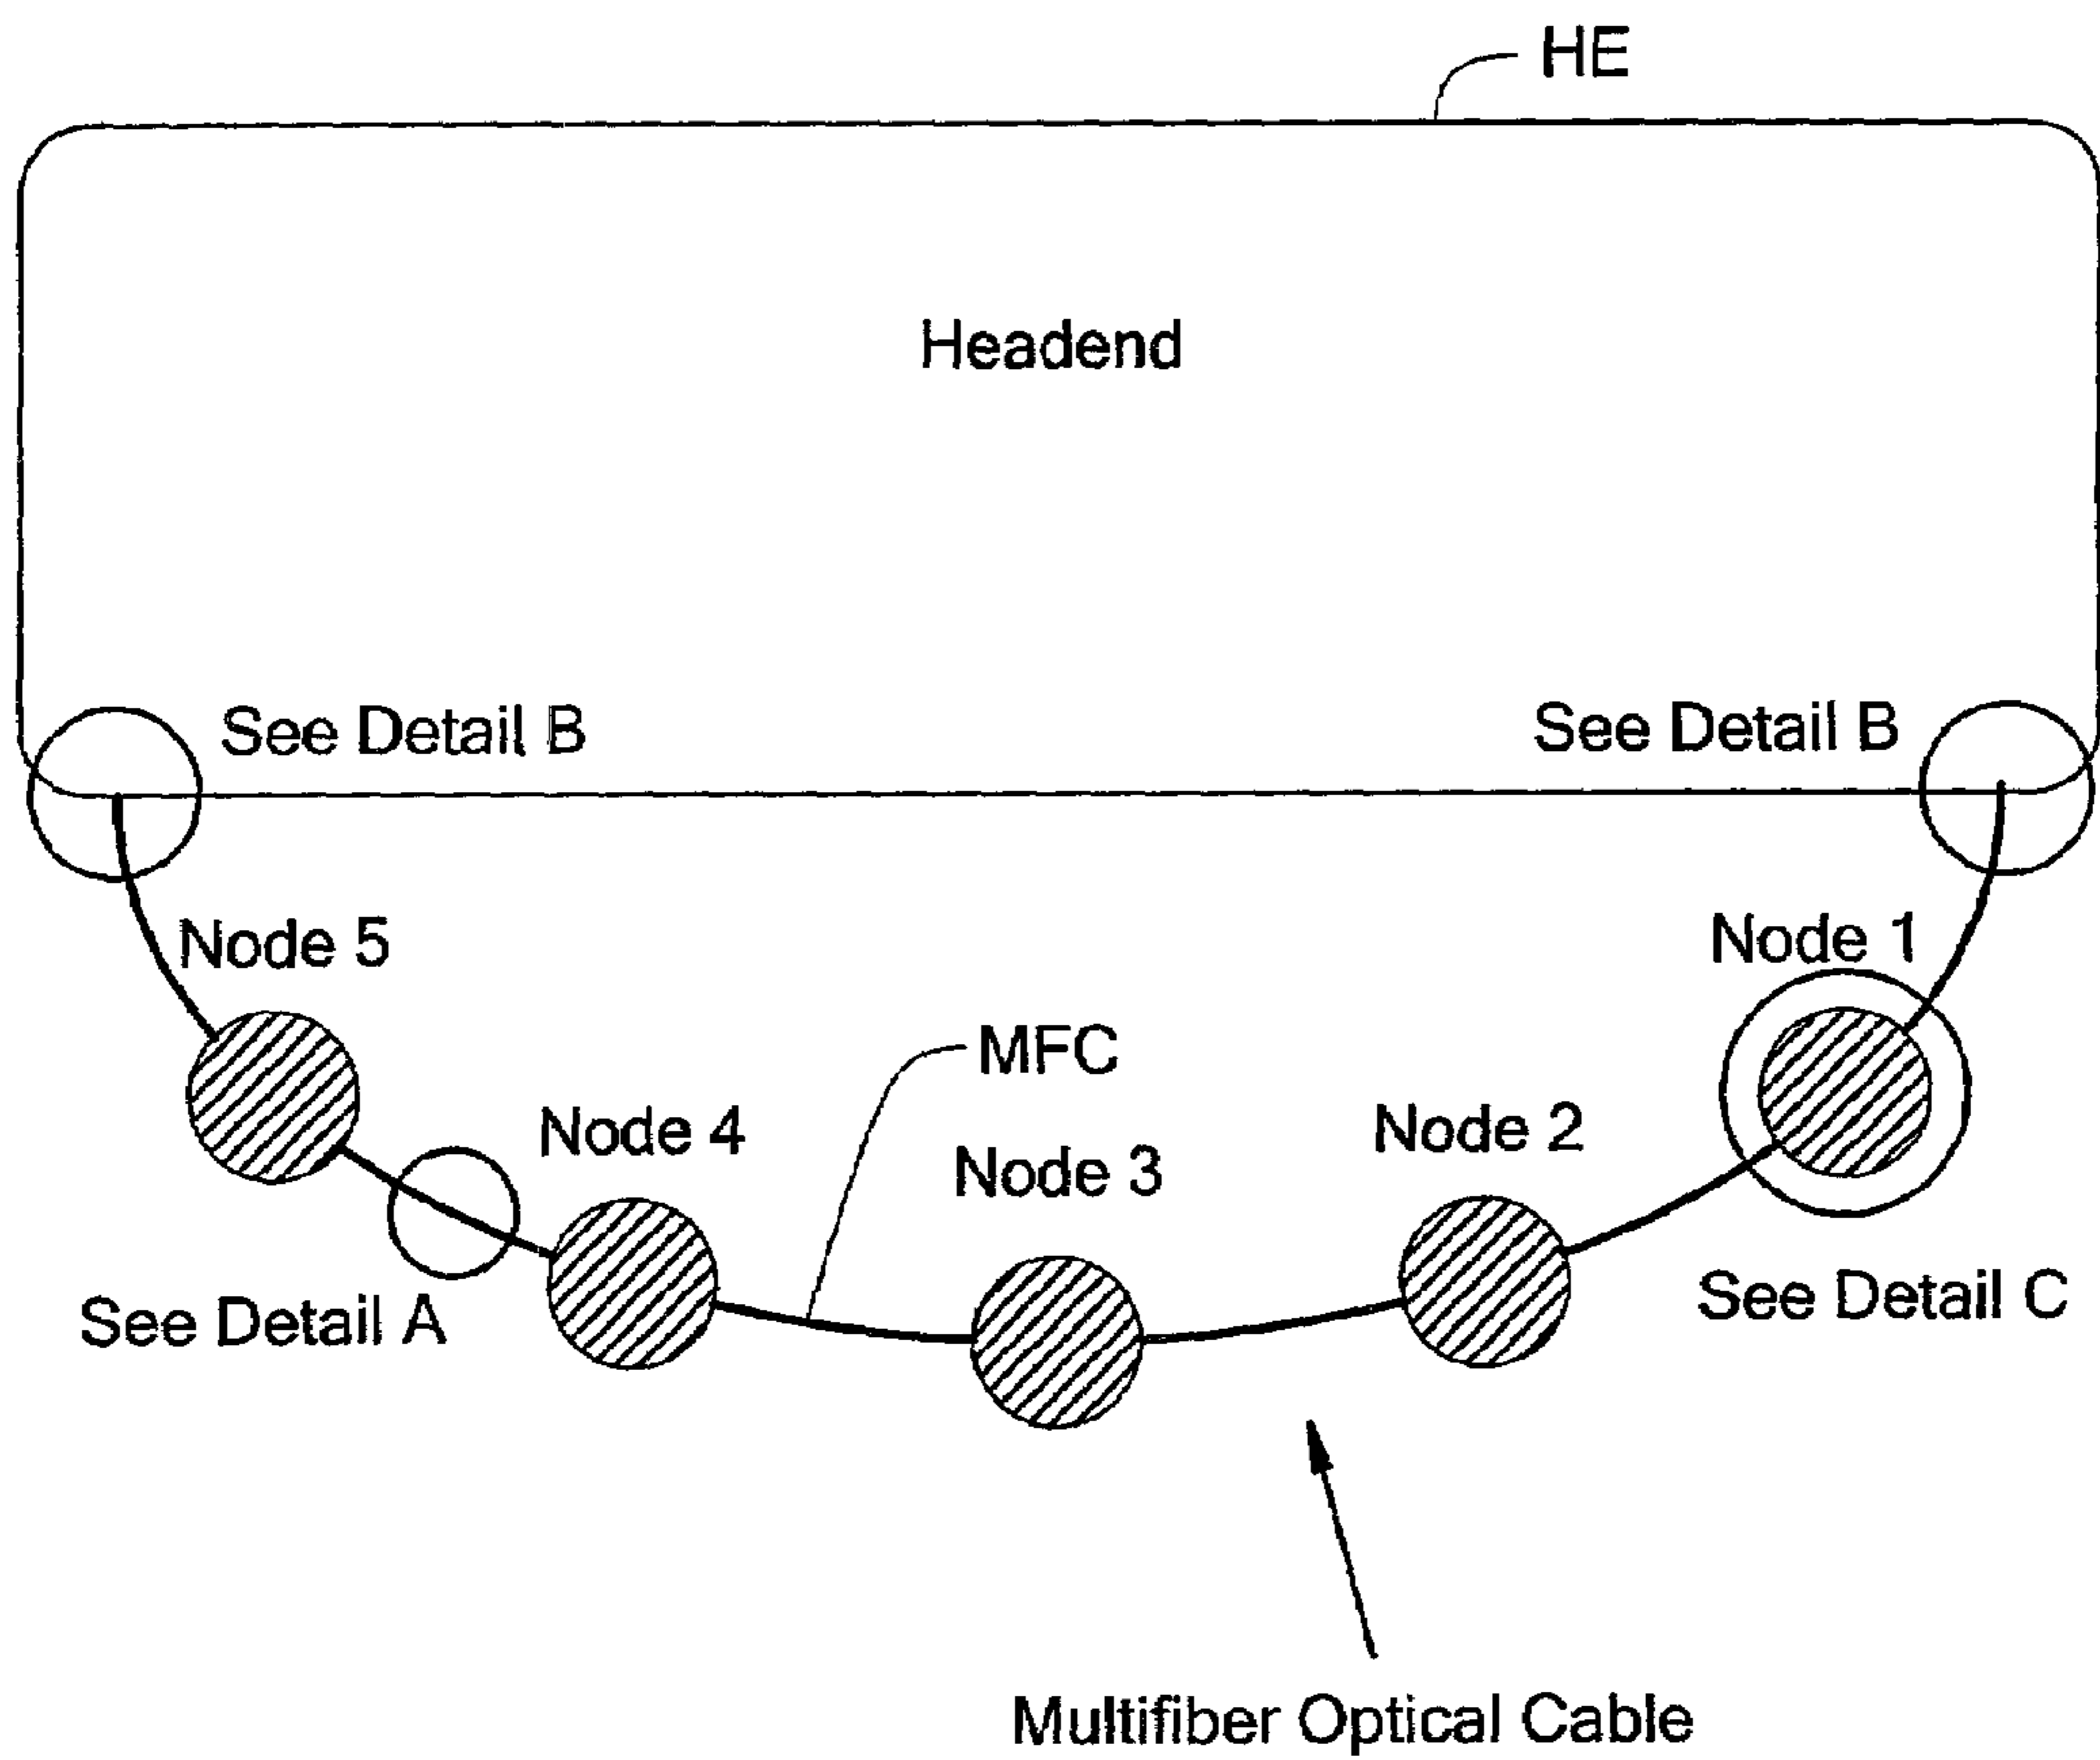 HE
Headend
See Detail B
See Detail B
Node 5
Node 1
MFC
Node 4
Node 3
Node 2
See Detail A
See Detail C
Multifiber Optical Cable